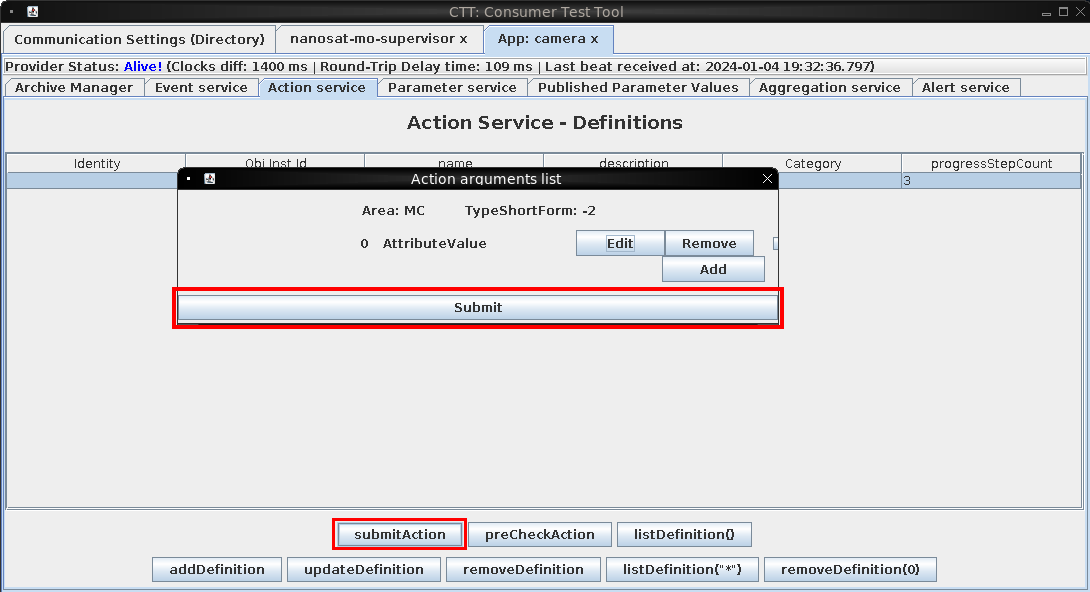 CTT: Consumer Test Tool
Communication Settings (Directory) nanosat-mo-supervisor x App: camera x
Provider Status: Alive! (Clocks diff: 1400 ms | Round-Trip Delay time: 109 ms | Last beat received at: 2024-01-04 19:32:36.797)
Archive Manager Event service Action service Parameter service Published Parameter Values Aggregation service Alert service
Action Service - Definitions
Identity Obj Inst Id name description Category progressStepCount
3
Action arguments list
Area: MC TypeShortForm: -2
0 AttributeValue Edit Remove
Add
Submit
submitAction preCheckAction listDefinition()
addDefinition updateDefinition removeDefinition listDefinition("*") removeDefinition(0)